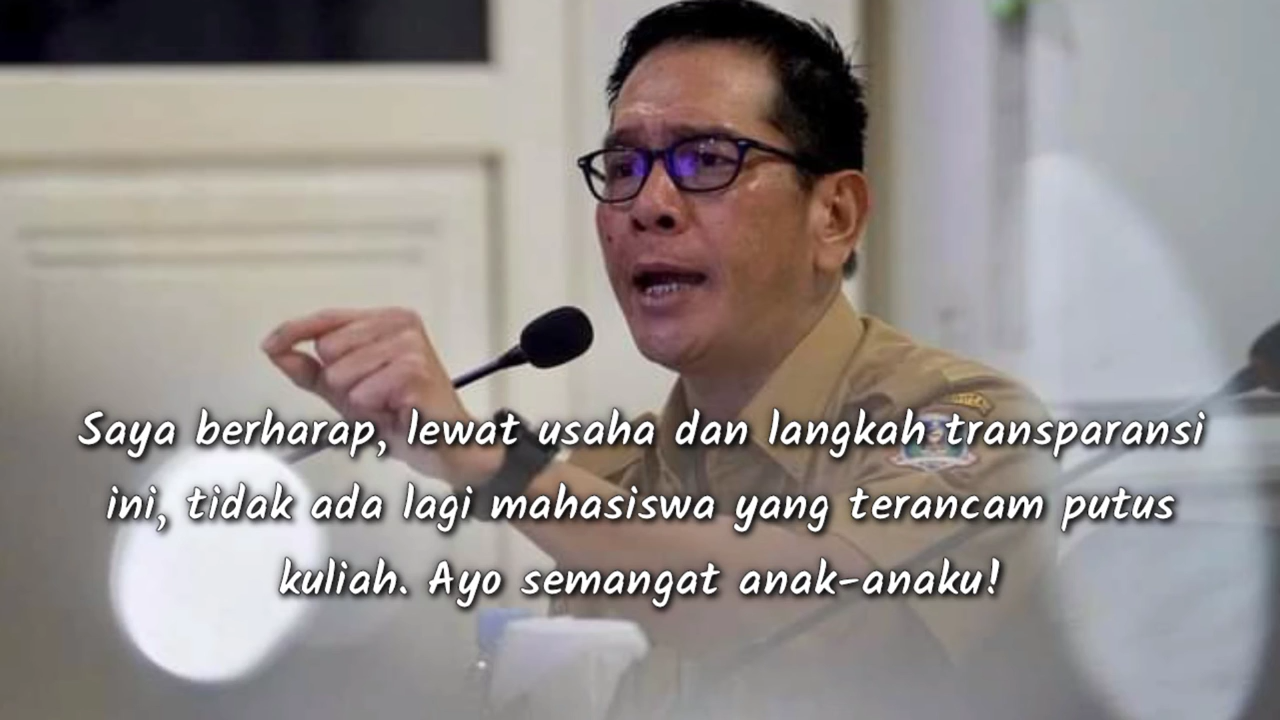 Saya berharap, lewat usaha dan langkah transparansi
ini, tidak ada lagi mahasiswa yang terancam putus
kuliah. Ayo semangat anak-anaku!